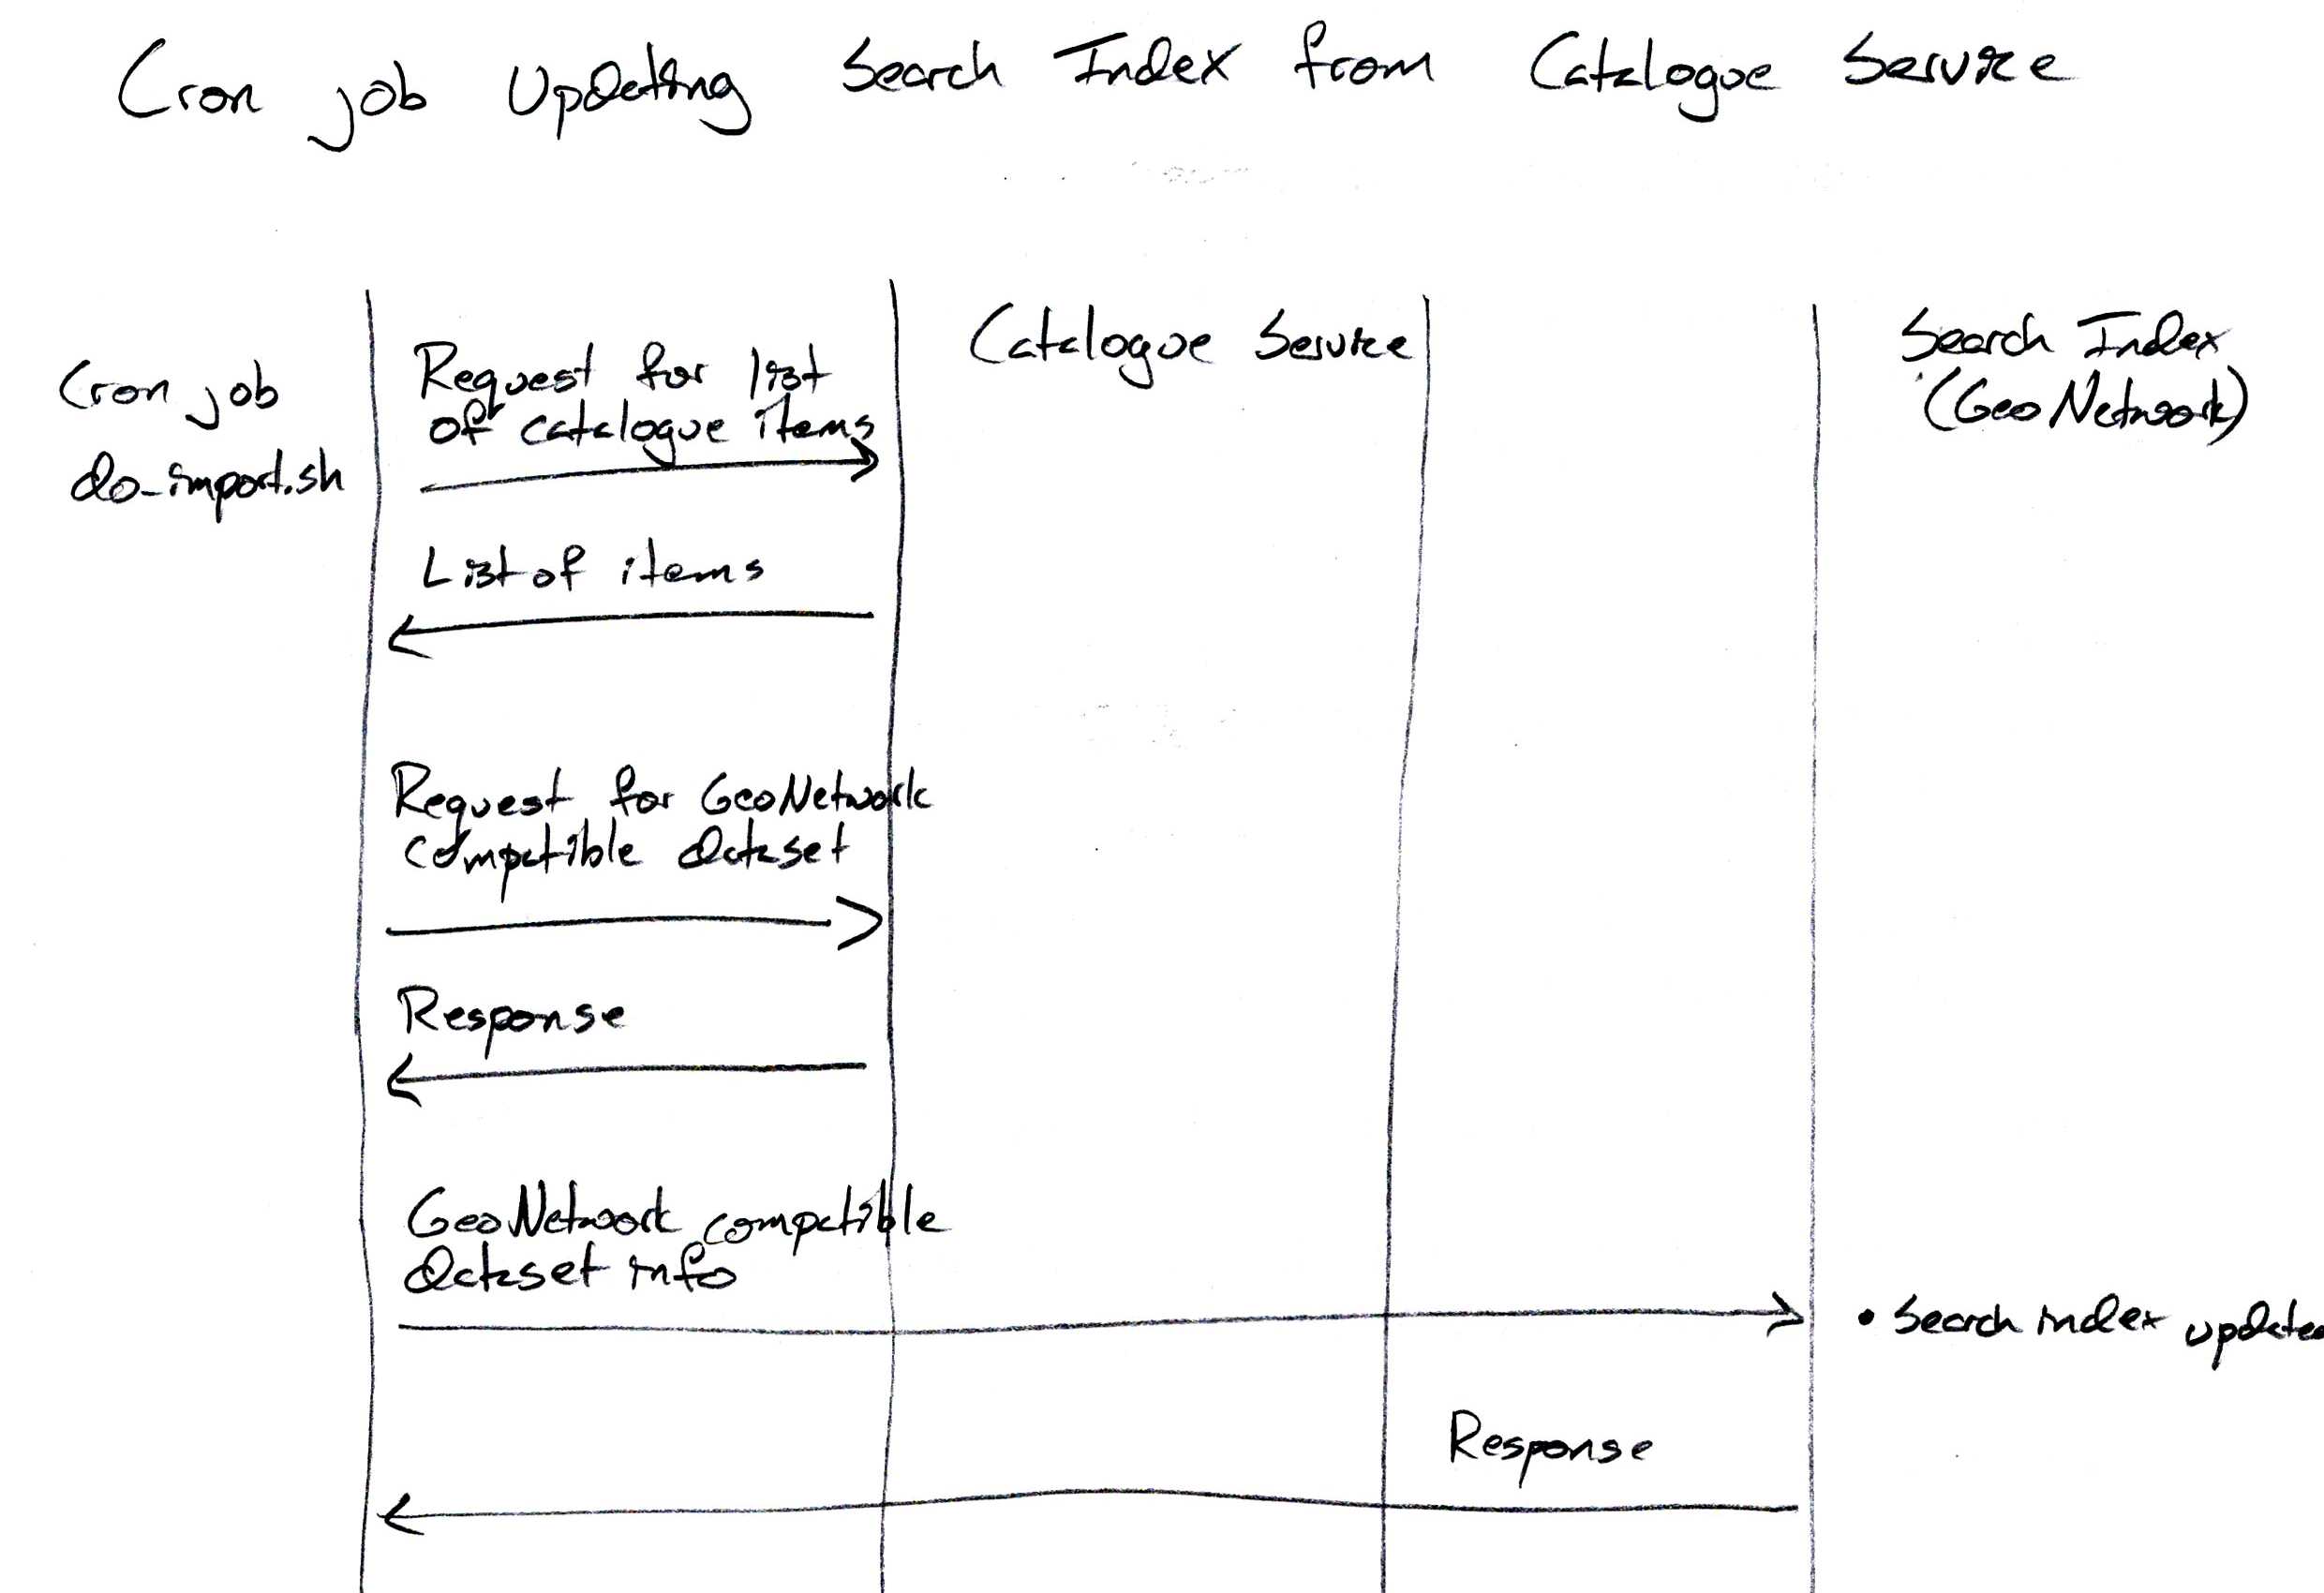 Cron job Updating Search Index from Catalogue Service
Cron job
do-import.sh
Catalogue Service
Search Index
(GeoNetwork)
Request for list
of catalogue items
List of items
Request for GeoNetwork
compatible dataset
Response
GeoNetwork compatible
dataset info
• Search index update
Response